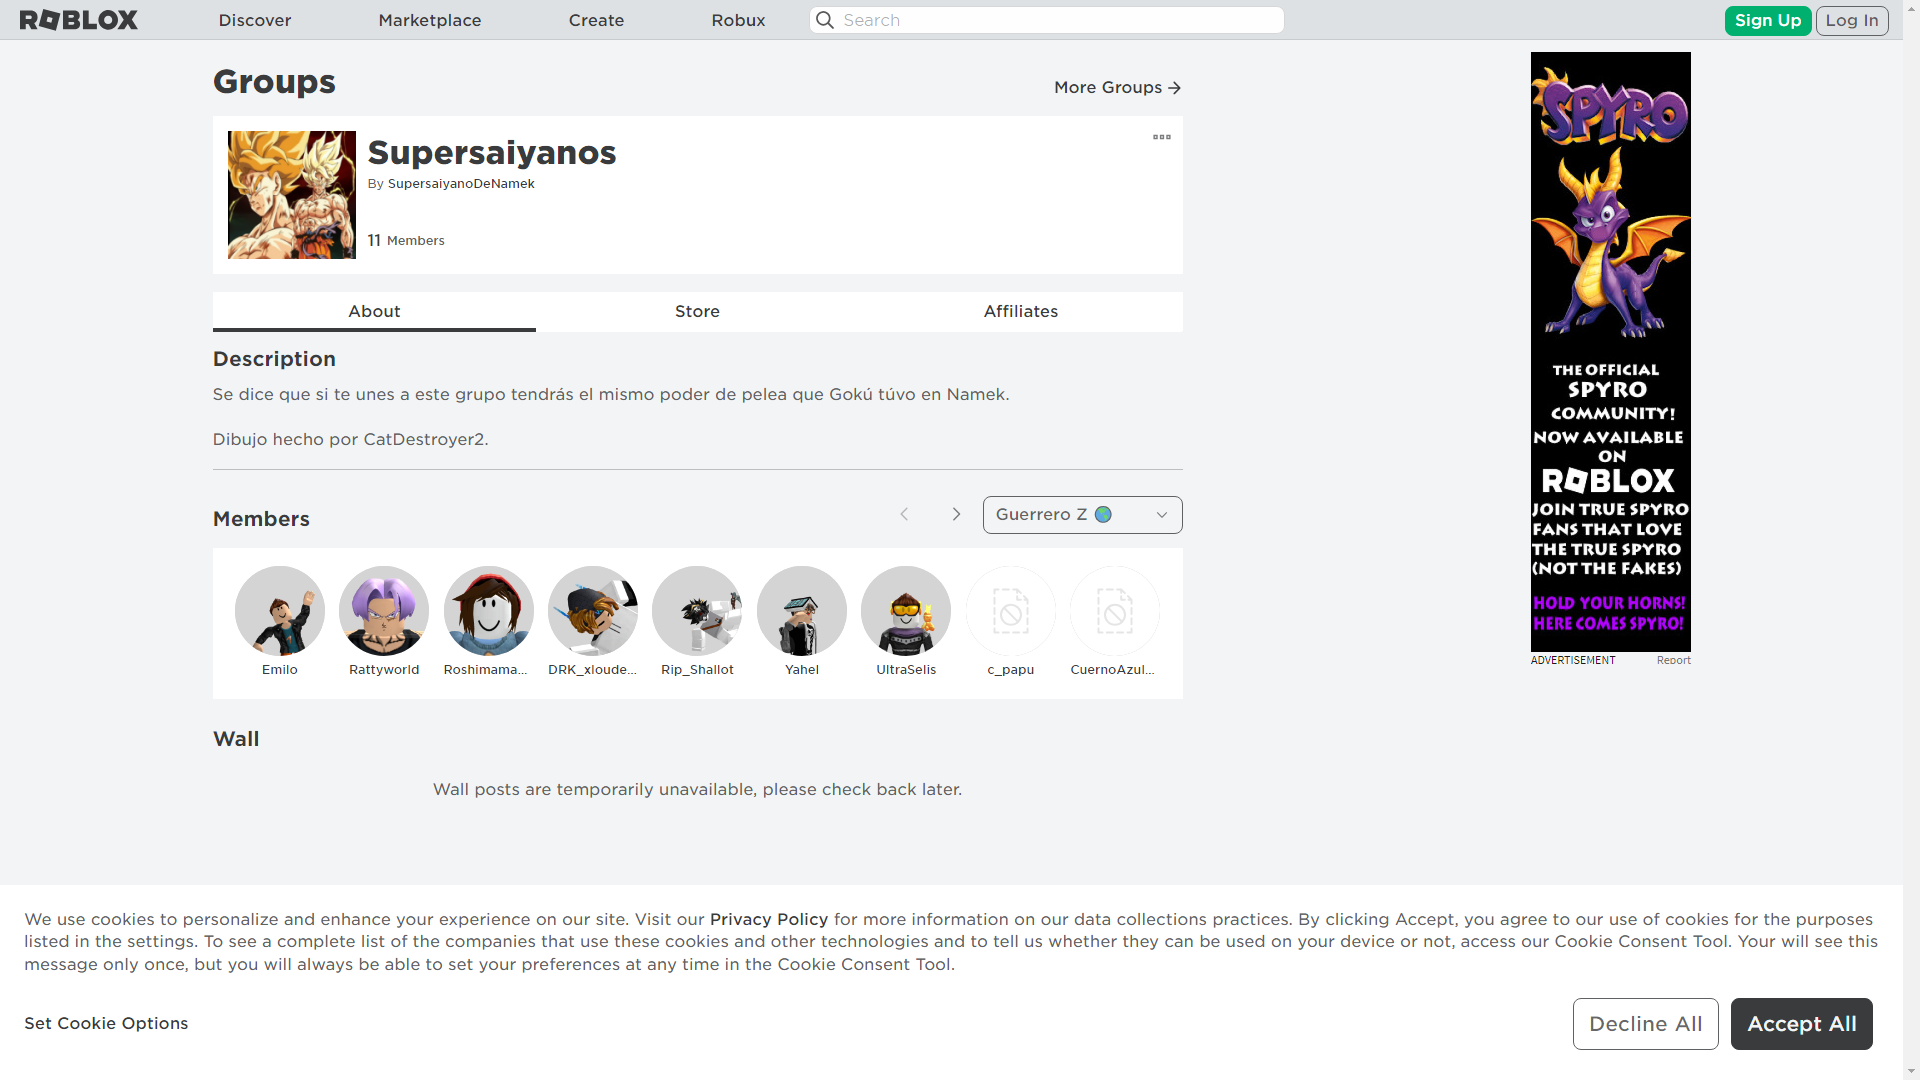 ROBLOX
Discover
Marketplace
Create
Robux
Search
Sign Up
Log In
Groups
More Groups
Supersaiyanos
By SupersaiyanoDeNamek
11 Members
About
Store
Affiliates
Description
Se dice que si te unes a este grupo tendrás el mismo poder de pelea que Gokú túvo en Namek.
Dibujo hecho por CatDestroyer2.
Members
Guerrero Z
Emilo
Rattyworld
Roshimama...
DRK_xloude...
Rip_Shallot
Yahel
UltraSelis
c_papu
CuernoAzul...
Wall
Wall posts are temporarily unavailable, please check back later.
SPYRO
THE OFFICIAL
SPYRO
COMMUNITY!
NOW AVAILABLE
ON
ROBLOX
JOIN TRUE SPYRO
FANS THAT LOVE
THE TRUE SPYRO
(NOT THE FAKES)
HOLD YOUR HORNS!
HERE COMES SPYRO!
ADVERTISEMENT
Report
We use cookies to personalize and enhance your experience on our site. Visit our Privacy Policy for more information on our data collections practices. By clicking Accept, you agree to our use of cookies for the purposes
listed in the settings. To see a complete list of the companies that use these cookies and other technologies and to tell us whether they can be used on your device or not, access our Cookie Consent Tool. Your will see this
message only once, but you will always be able to set your preferences at any time in the Cookie Consent Tool.
Set Cookie Options
Decline All
Accept All